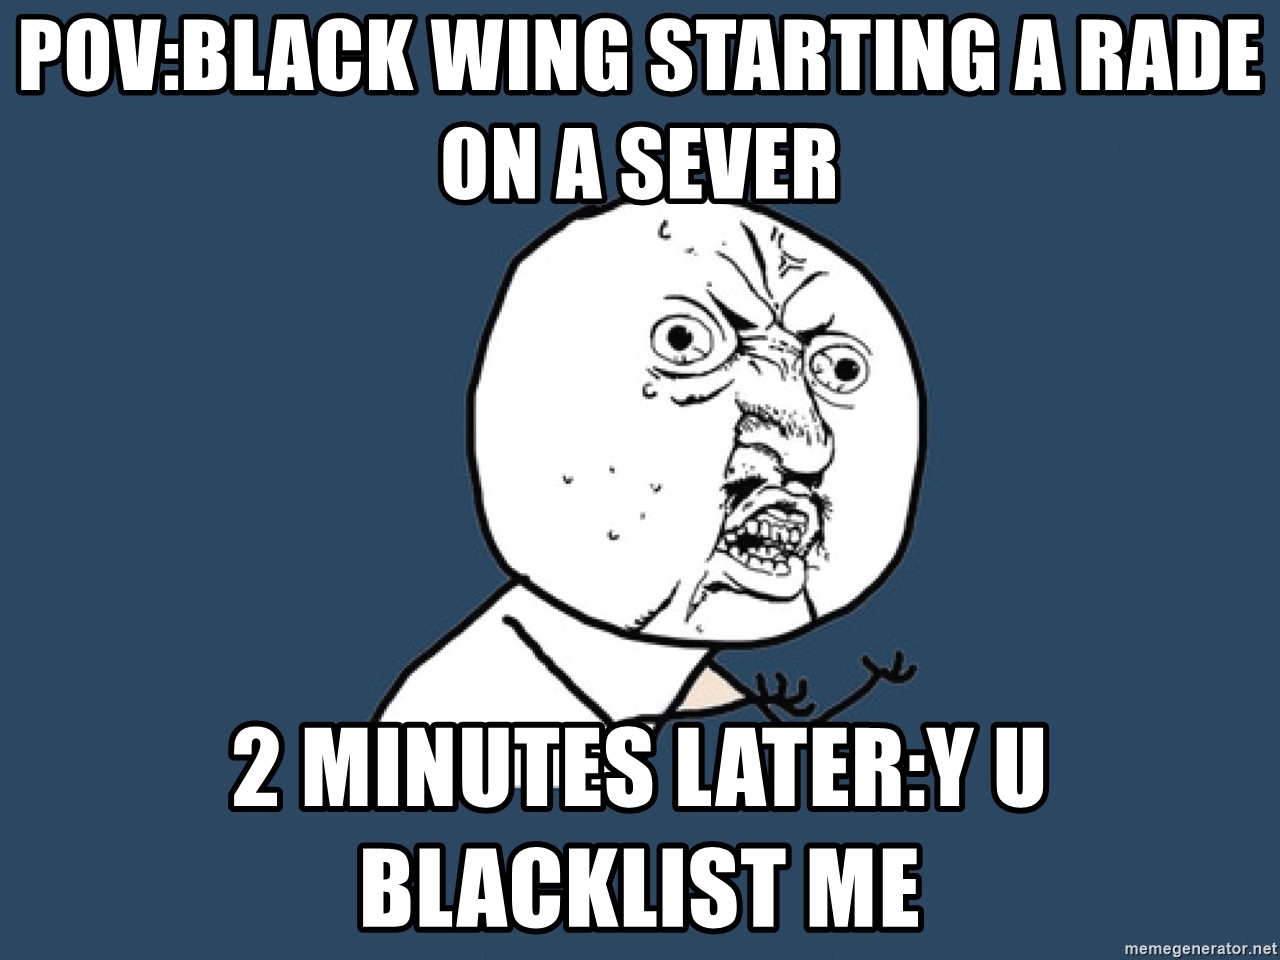 POV:BLACK WING STARTING A RADE
ON A SEVER
2 MINUTES LATER:Y U
BLACKLIST ME
memegenerator.net